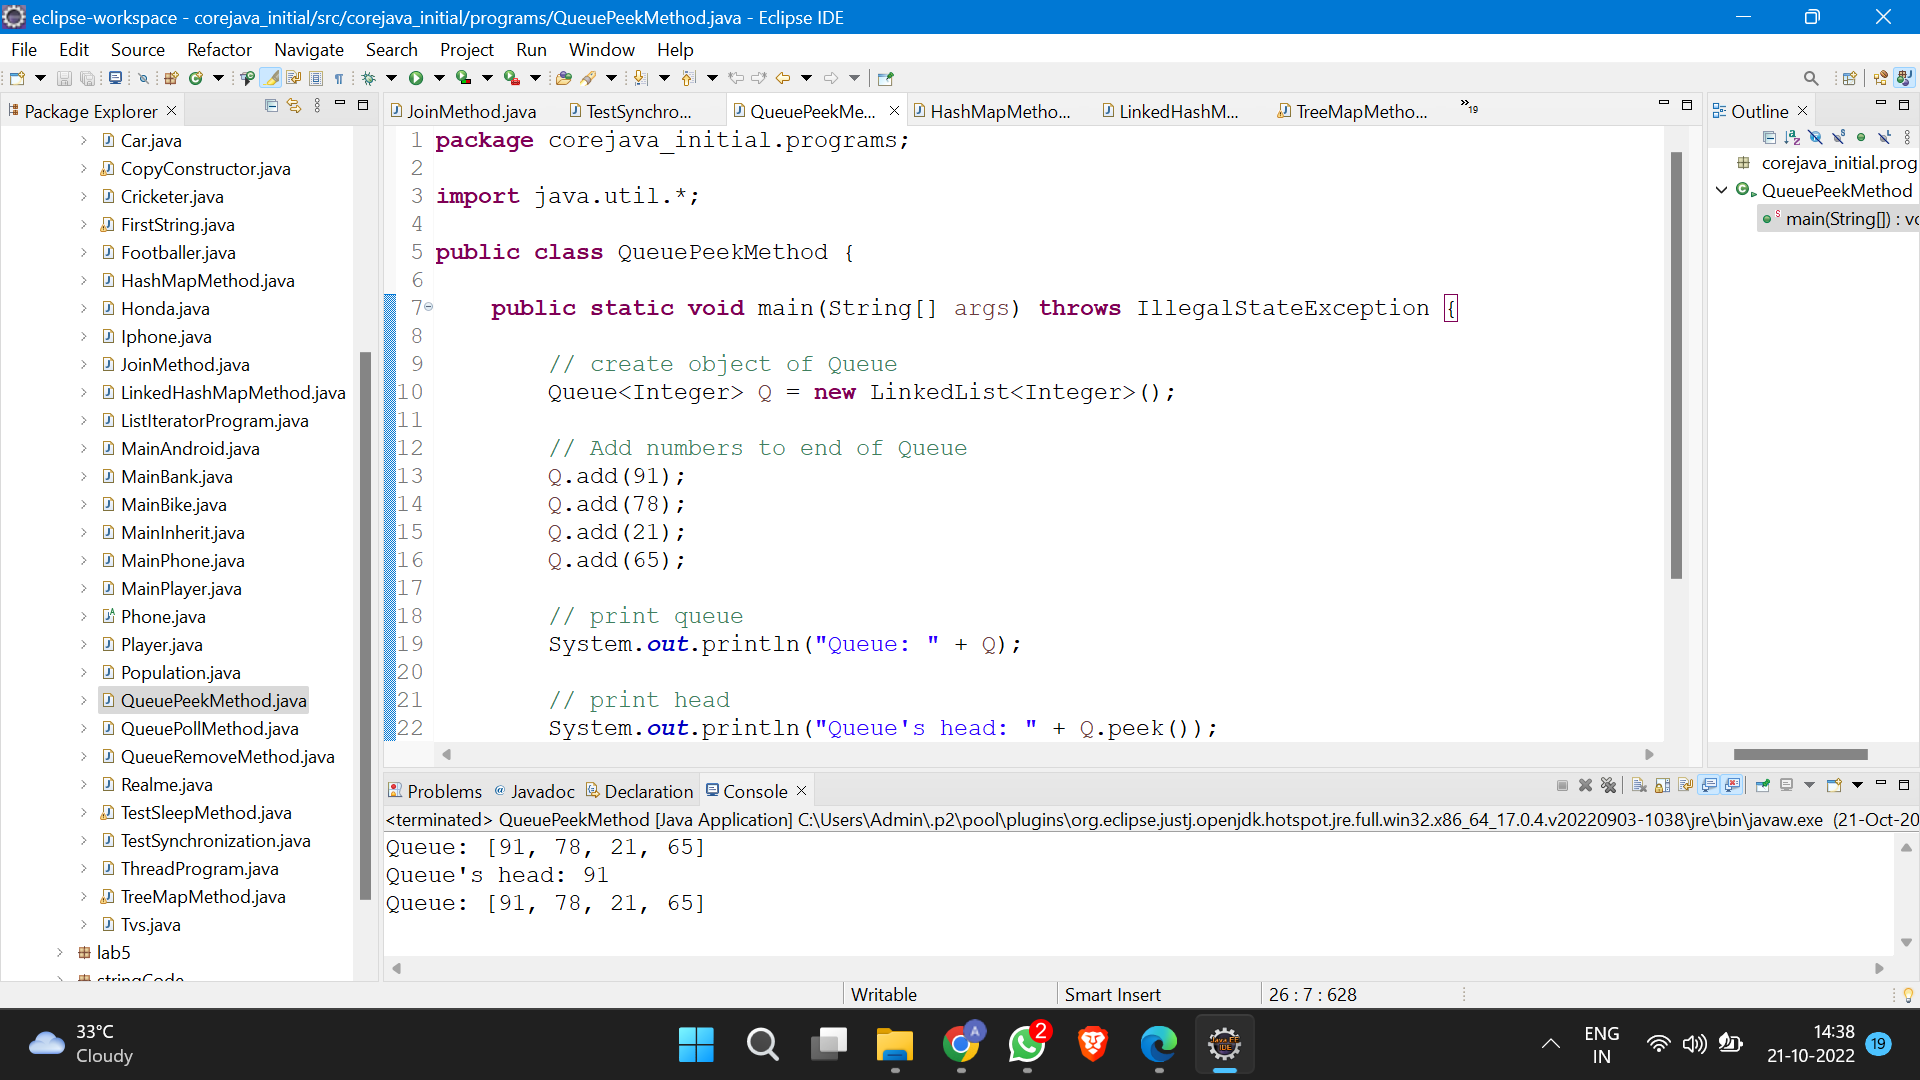 eclipse-workspace - corejava_initial/src/corejava_initial/programs/QueuePeekMethod.java - Eclipse IDE
File Edit Source Refactor Navigate Search Project Run Window Help
Package Explorer
Car.java
CopyConstructor.java
Cricketer.java
FirstString.java
Footballer.java
HashMapMethod.java
Honda.java
Iphone.java
JoinMethod.java
LinkedHashMapMethod.java
ListIteratorProgram.java
MainAndroid.java
MainBank.java
MainBike.java
MainInherit.java
MainPhone.java
MainPlayer.java
Phone.java
Player.java
Population.java
QueuePeekMethod.java
QueuePollMethod.java
QueueRemoveMethod.java
Realme.java
TestSleepMethod.java
TestSynchronization.java
ThreadProgram.java
TreeMapMethod.java
Tvs.java
lab5
stringCode
JoinMethod.java TestSynchro... QueuePeekMe... HashMapMetho... LinkedHashM... TreeMapMetho... »19
1 package corejava_initial.programs;
2
3 import java.util.*;
4
5 public class QueuePeekMethod {
6
7 public static void main(String[] args) throws IllegalStateException {
8
9 // create object of Queue
10 Queue<Integer> Q = new LinkedList<Integer>();
11
12 // Add numbers to end of Queue
13 Q.add(91);
14 Q.add(78);
15 Q.add(21);
16 Q.add(65);
17
18 // print queue
19 System.out.println("Queue: " + Q);
20
21 // print head
22 System.out.println("Queue's head: " + Q.peek());
Outline
corejava_initial.prog
QueuePeekMethod
main(String[]) : vo
Problems @ Javadoc Declaration Console
<terminated> QueuePeekMethod [Java Application] C:\Users\Admin\.p2\pool\plugins\org.eclipse.justj.openjdk.hotspot.jre.full.win32.x86_64_17.0.4.v20220903-1038\jre\bin\javaw.exe (21-Oct-20
Queue: [91, 78, 21, 65]
Queue's head: 91
Queue: [91, 78, 21, 65]
Writable Smart Insert 26 : 7 : 628
33°C
Cloudy
A
2
ENG
IN
14:38
21-10-2022
19